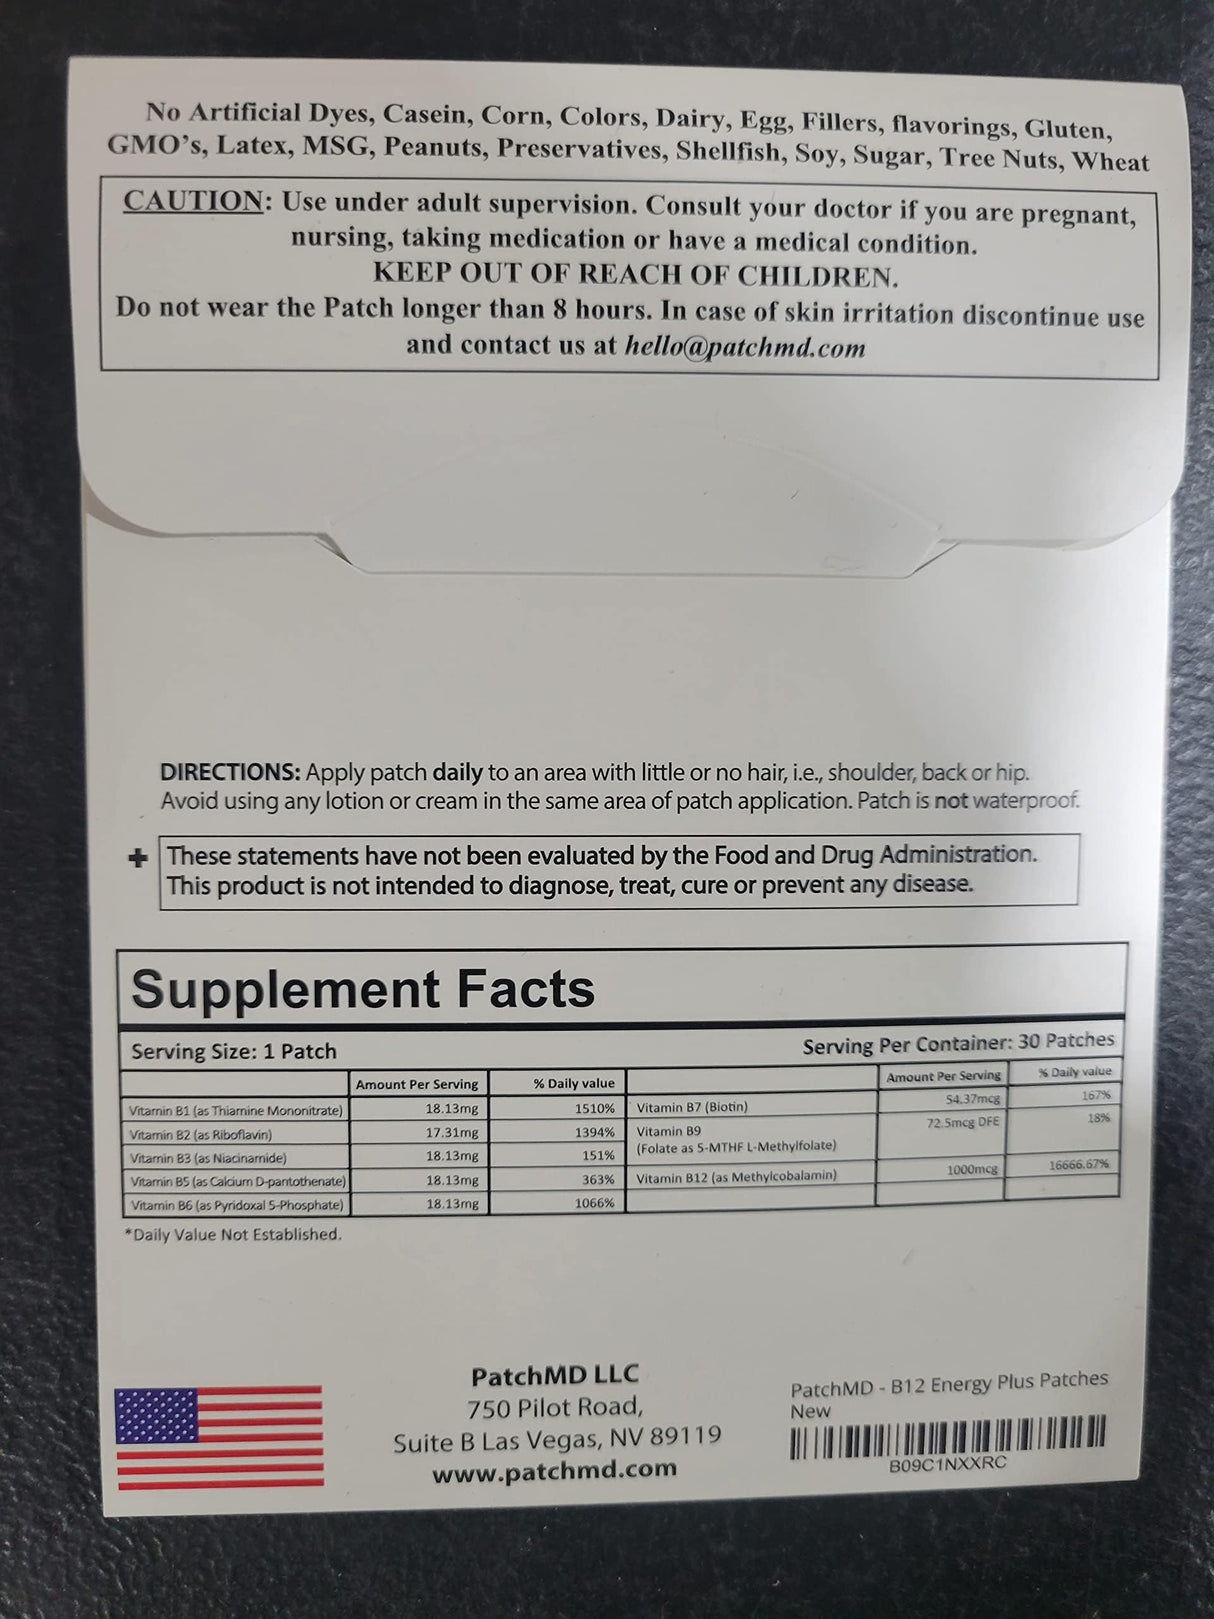 No Artificial Dyes, Casein, Corn, Colors, Dairy, Egg, Fillers, flavorings, Gluten,
GMO's, Latex, MSG, Peanuts, Preservatives, Shellfish, Soy, Sugar, Tree Nuts, Wheat
CAUTION: Use under adult supervision. Consult your doctor if you are pregnant,
nursing, taking medication or have a medical condition.
KEEP OUT OF REACH OF CHILDREN.
Do not wear the Patch longer than 8 hours. In case of skin irritation discontinue use
and contact us at hello@patchmd.com
DIRECTIONS: Apply patch daily to an area with little or no hair, i.e., shoulder, back or hip.
Avoid using any lotion or cream in the same area of patch application. Patch is not waterproof.
+ These statements have not been evaluated by the Food and Drug Administration.
This product is not intended to diagnose, treat, cure or prevent any disease.
Supplement Facts
Serving Size: 1 Patch Serving Per Container: 30 Patches
Amount Per Serving % Daily value Amount Per Serving % Daily value
Vitamin B1 (as Thiamine Mononitrate) 18.13mg 1510% Vitamin B7 (Biotin) 54.37mcg 167%
Vitamin B2 (as Riboflavin) 17.31mg 1394% Vitamin B9 72.5mcg DFE 18%
Vitamin B3 (as Niacinamide) 18.13mg 151% (Folate as 5-MTHF L-Methylfolate)
Vitamin B5 (as Calcium D-pantothenate) 18.13mg 363% Vitamin B12 (as Methylcobalamin) 1000mcg 16666.67%
Vitamin B6 (as Pyridoxal 5-Phosphate) 18.13mg 1066%
*Daily Value Not Established.
PatchMD LLC
750 Pilot Road,
Suite B Las Vegas, NV 89119
www.patchmd.com
PatchMD - B12 Energy Plus Patches
New
B09C1NXXRC